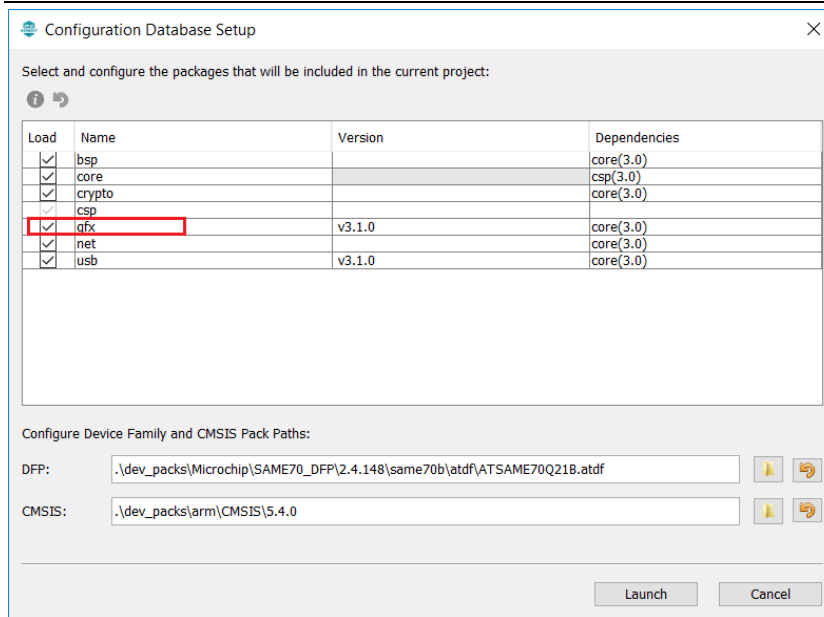 Configuration Database Setup
Select and configure the packages that will be included in the current project:
Load Name Version Dependencies
bsp core(3.0)
core csp(3.0)
crypto core(3.0)
csp
gfx v3.1.0 core(3.0)
net core(3.0)
usb v3.1.0 core(3.0)
Configure Device Family and CMSIS Pack Paths:
DFP: .\dev_packs\Microchip\SAME70_DFP\2.4.148\same70b\atdf\ATSAME70Q21B.atdf
CMSIS: .\dev_packs\arm\CMSIS\5.4.0
Launch Cancel